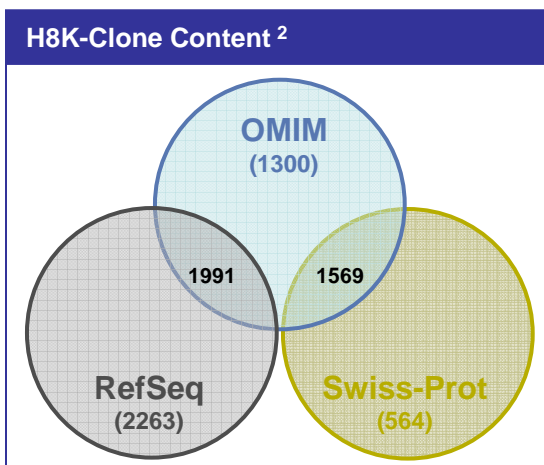 H8K-Clone Content 2
OMIM
(1300)
1991
1569
RefSeq
(2263)
Swiss-Prot
(564)